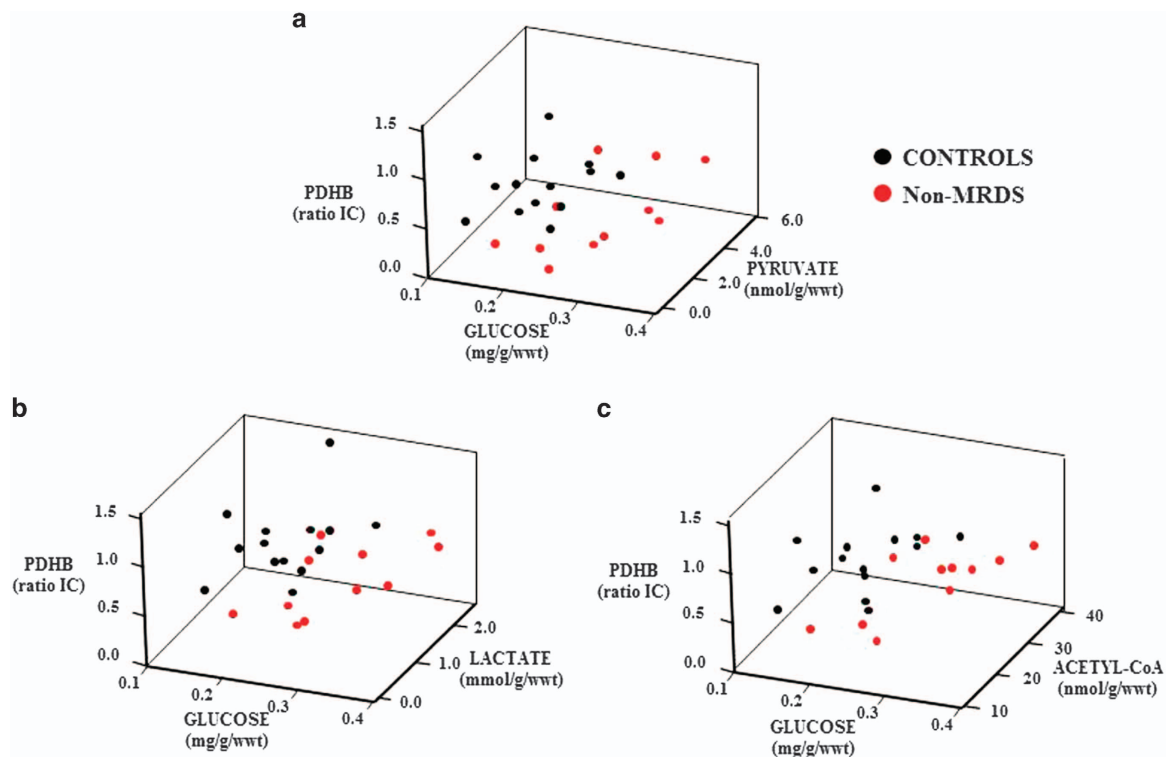 a
1.5
1.0
0.5
0.0
PDHB
(ratio IC)
0.1
0.2
0.3
0.4
GLUCOSE
(mg/g/wwt)
0.0
2.0
4.0
6.0
PYRUVATE
(nmol/g/wwt)
CONTROLS
Non-MRDS
b
1.5
1.0
0.5
0.0
PDHB
(ratio IC)
0.1
0.2
0.3
0.4
GLUCOSE
(mg/g/wwt)
0.0
1.0
2.0
LACTATE
(mmol/g/wwt)
c
1.5
1.0
0.5
0.0
PDHB
(ratio IC)
0.1
0.2
0.3
0.4
GLUCOSE
(mg/g/wwt)
10
20
30
40
ACETYL-CoA
(nmol/g/wwt)